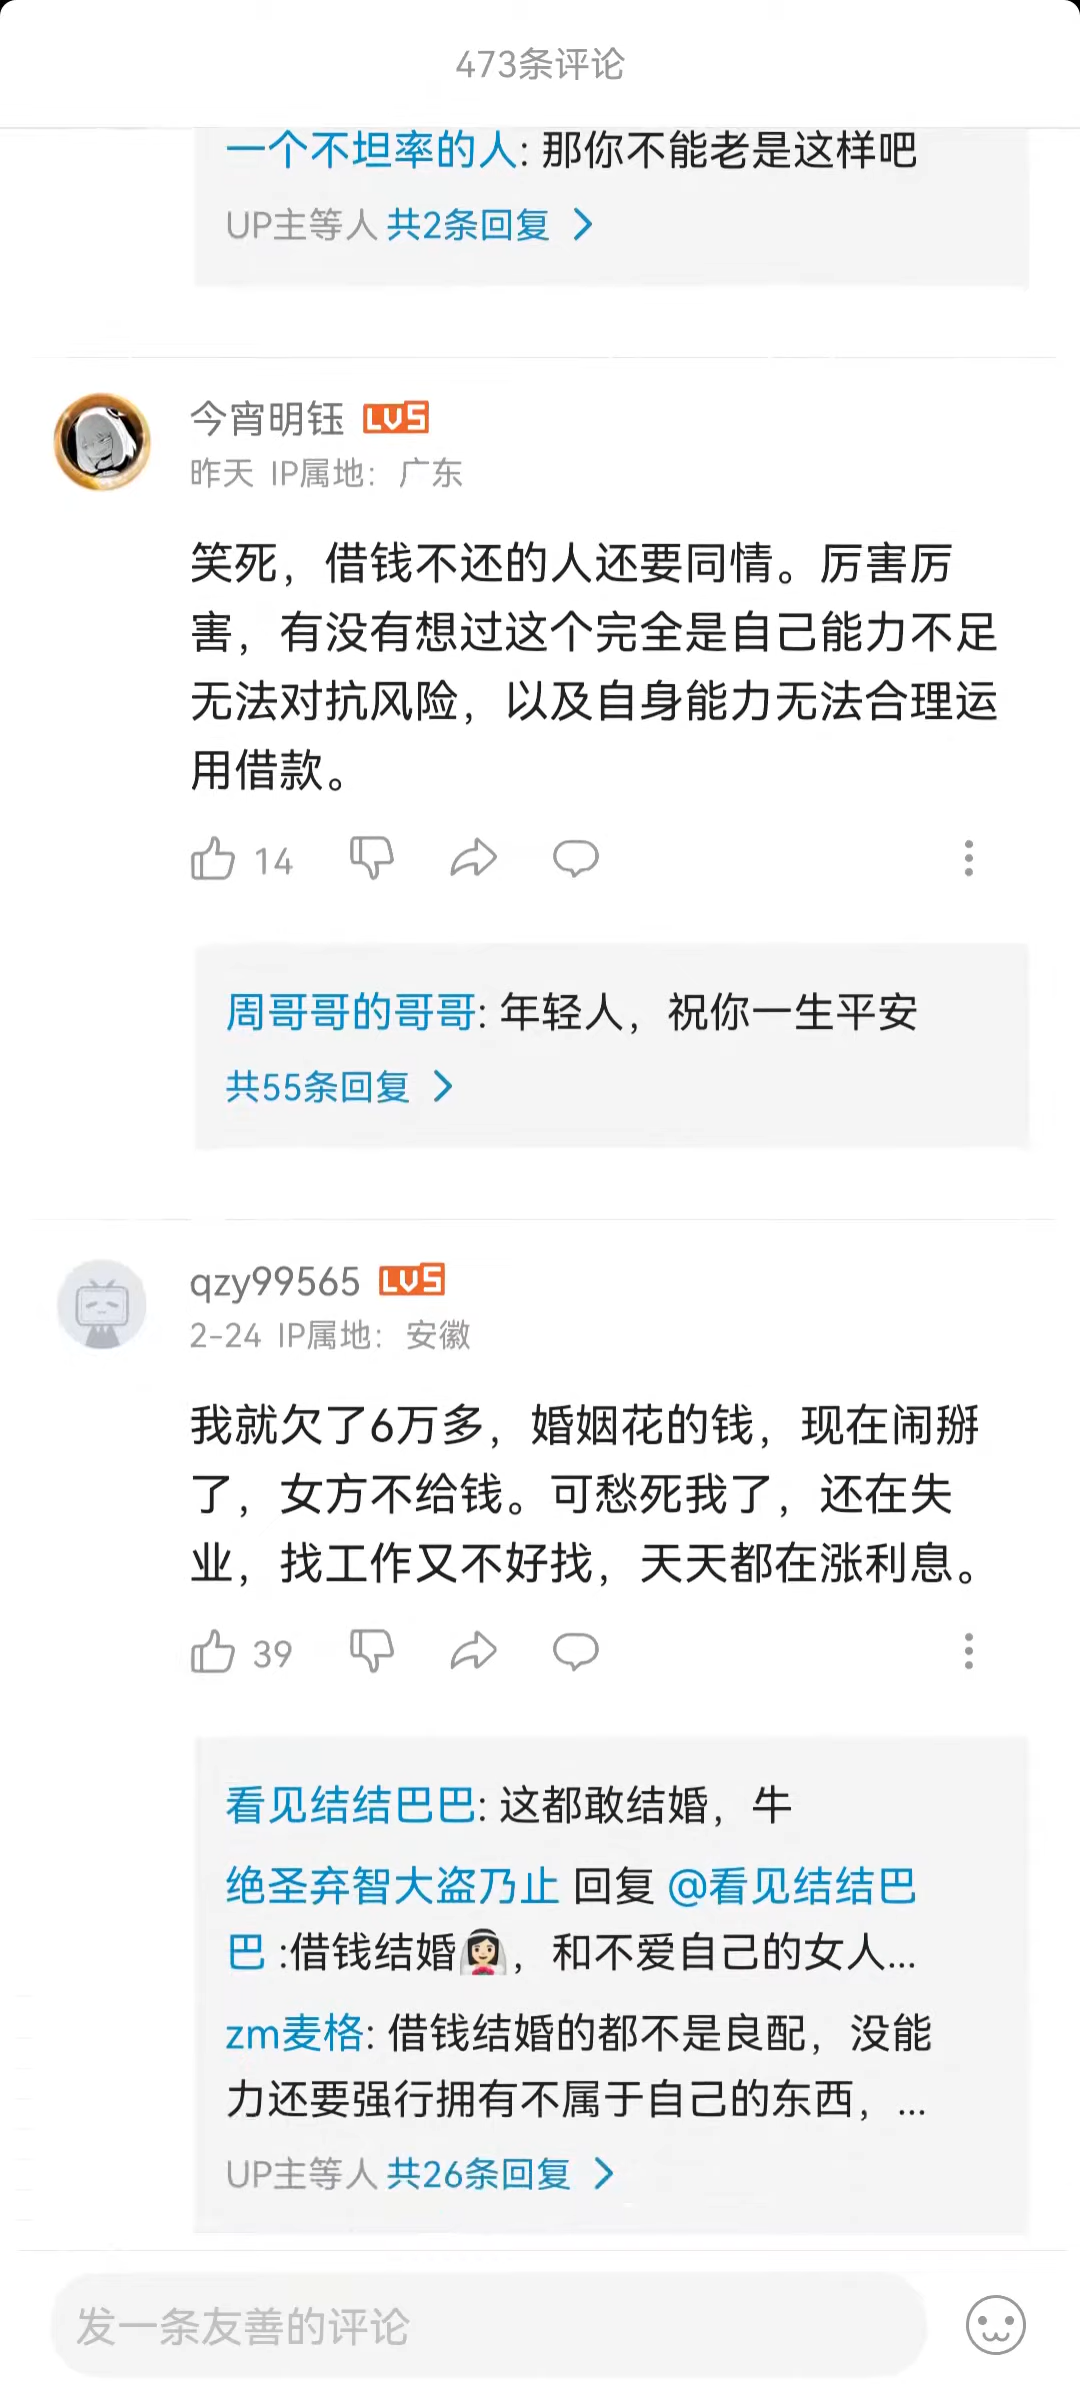 473条评论
一个不坦率的人: 那你不能老是这样吧
UP主等人 共2条回复 >
今宵明钰 LV5
昨天 IP属地：广东
笑死，借钱不还的人还要同情。厉害厉
害，有没有想过这个完全是自己能力不足
无法对抗风险，以及自身能力无法合理运
用借款。
14
周哥哥的哥哥: 年轻人，祝你一生平安
共55条回复 >
qzy99565 LV5
2-24 IP属地：安徽
我就欠了6万多，婚姻花的钱，现在闹掰
了，女方不给钱。可愁死我了，还在失
业，找工作又不好找，天天都在涨利息。
39
看见结结巴巴: 这都敢结婚，牛
绝圣弃智大盗乃止 回复 @看见结结巴
巴 :借钱结婚👰🏻，和不爱自己的女人...
zm麦格: 借钱结婚的都不是良配，没能
力还要强行拥有不属于自己的东西，...
UP主等人 共26条回复 >
发一条友善的评论